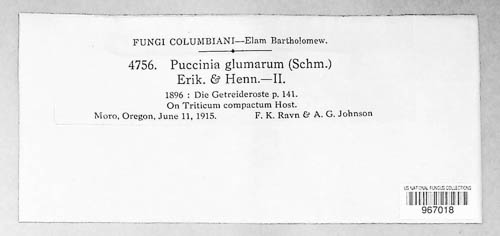 FUNGI COLUMBIANI—Elam Bartholomew.
4756. Puccinia glumarum (Schm.)
Erik. & Henn.—II.
1896 : Die Getreideroste p. 141.
On Triticum compactum Host.
Moro, Oregon, June 11, 1915. F. K. Ravn & A. G. Johnson
US NATIONAL FUNGUS COLLECTIONS
967018